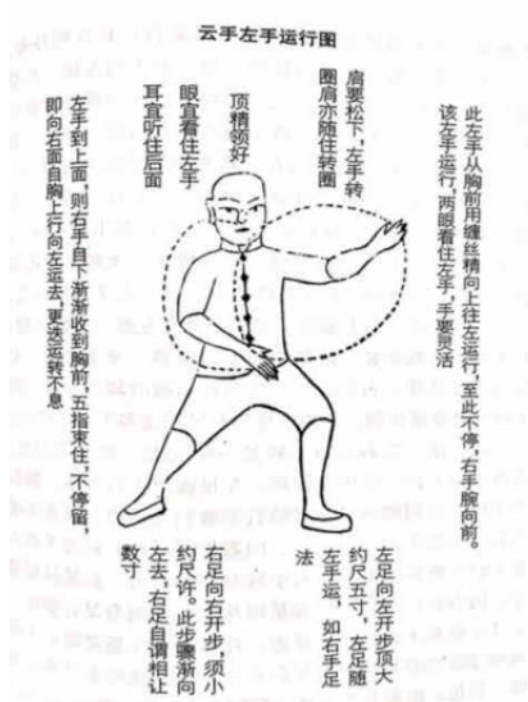 云手左手运行图
此左手从胸前用缠丝精向上往左运行，至此不停，右手腕向前。
该左手运行，两眼看住左手，手要灵活
肩要松下，左手转
圈肩亦随住转圈
顶精领好
眼宜看住左手
耳宜听住后面
左手到上面，则右手自下渐渐收到胸前，五指束住，不停留，
即向右面自胸上行向左运去，更迭运转不息。
左足向左开步顶大
约尺五寸，左足随
左手运，如右手足
法
右足向右开步，须小
约尺许。此步骤渐向
左去，右足自谓相让
数寸